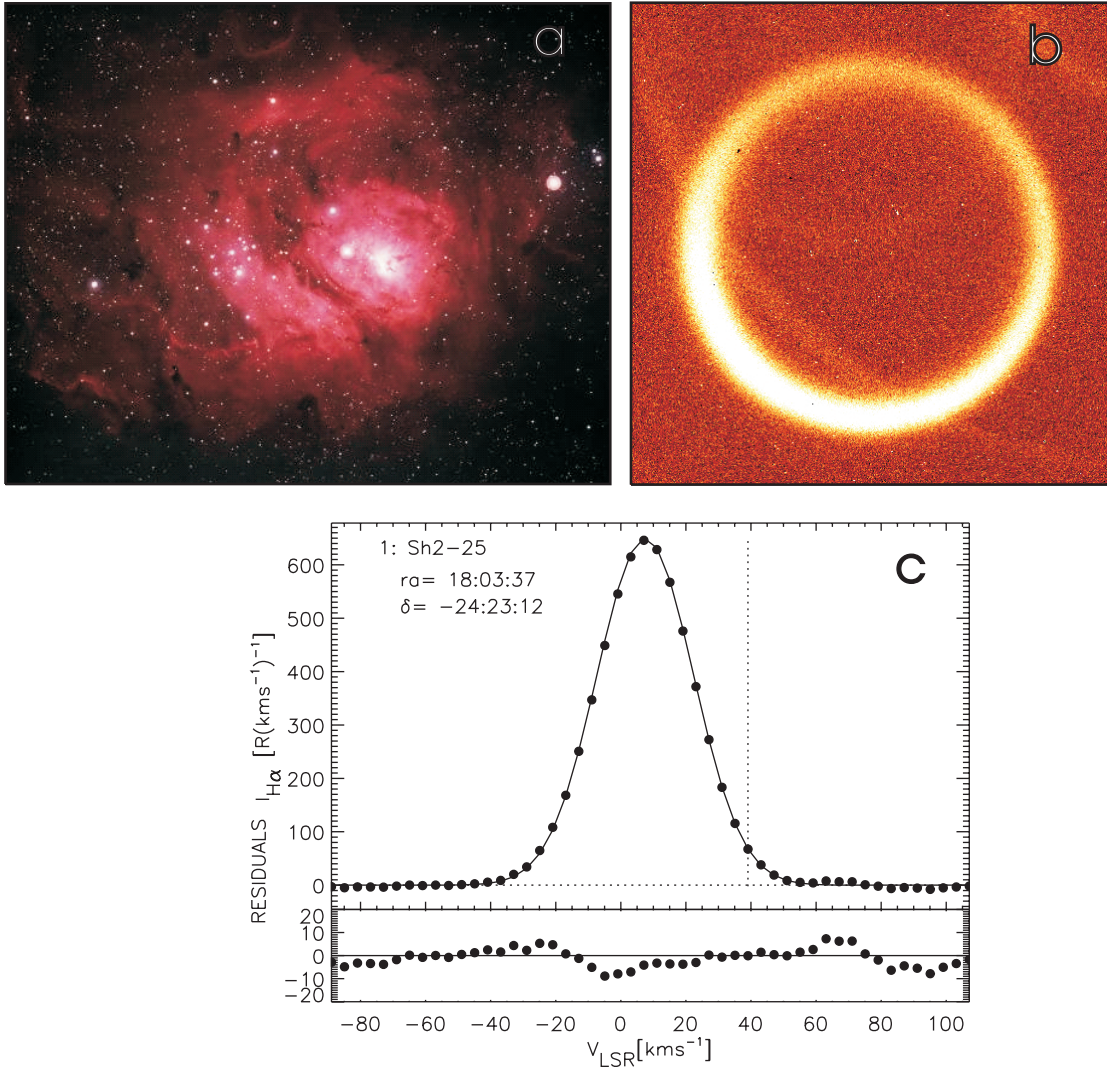 a
b
c
1: Sh2−25
ra= 18:03:37
δ= −24:23:12
RESIDUALS I_Hα [R(kms⁻¹)⁻¹]
600
500
400
300
200
100
0
20
10
0
−10
−20
−80 −60 −40 −20 0 20 40 60 80 100
V_LSR[kms⁻¹]